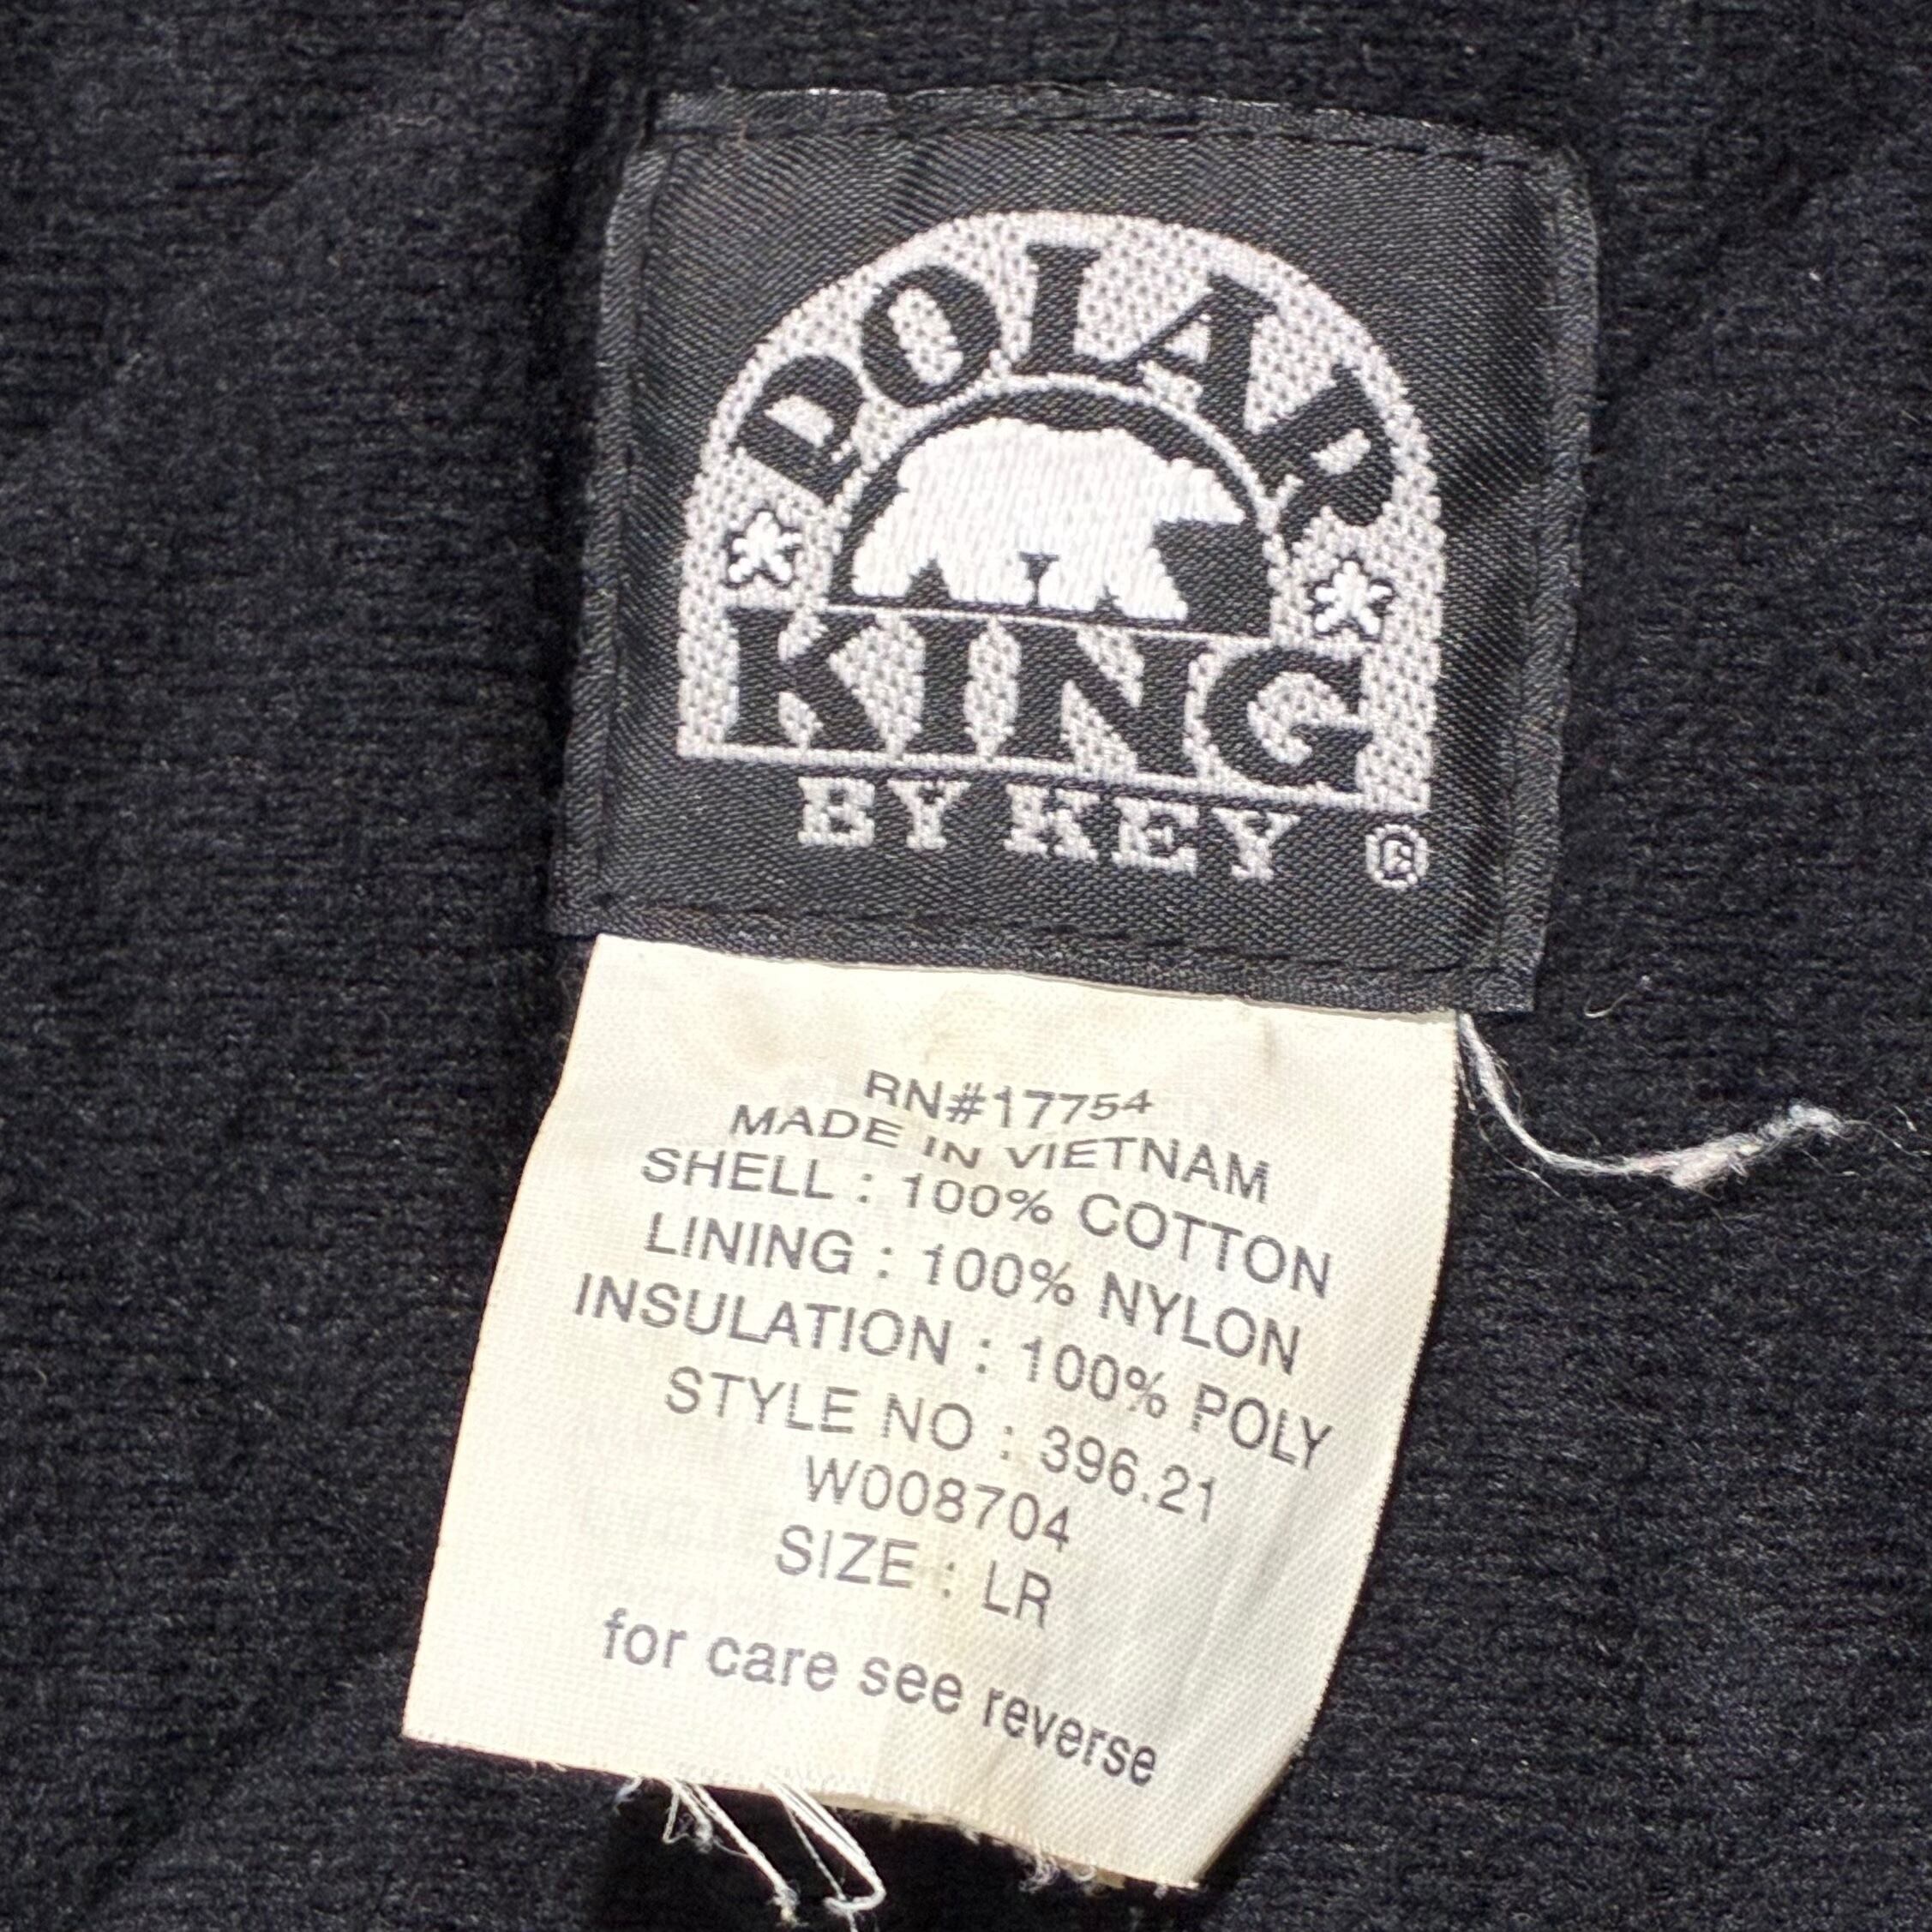 POLAR
KING
BY KEY ®
RN#17754
MADE IN VIETNAM
SHELL : 100% COTTON
LINING : 100% NYLON
INSULATION : 100% POLY
STYLE NO : 396.21
W008704
SIZE : LR
for care see reverse